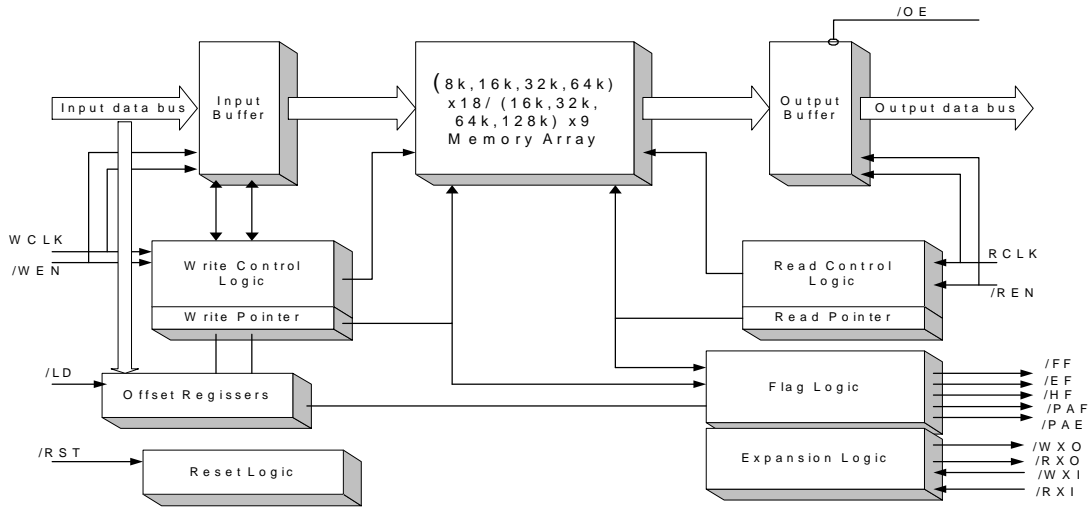 /OE
Input data bus
Input
Buffer
(8k,16k,32k,64k)
x18/ (16k,32k,
64k,128k) x9
Memory Array
Output
Buffer
Output data bus
WCLK
/WEN
Write Control
Logic
Write Pointer
Read Control
Logic
Read Pointer
RCLK
/REN
/LD
Offset Regissers
Flag Logic
/FF
/EF
/HF
/PAF
/PAE
/RST
Reset Logic
Expansion Logic
/WXO
/RXO
/WXI
/RXI